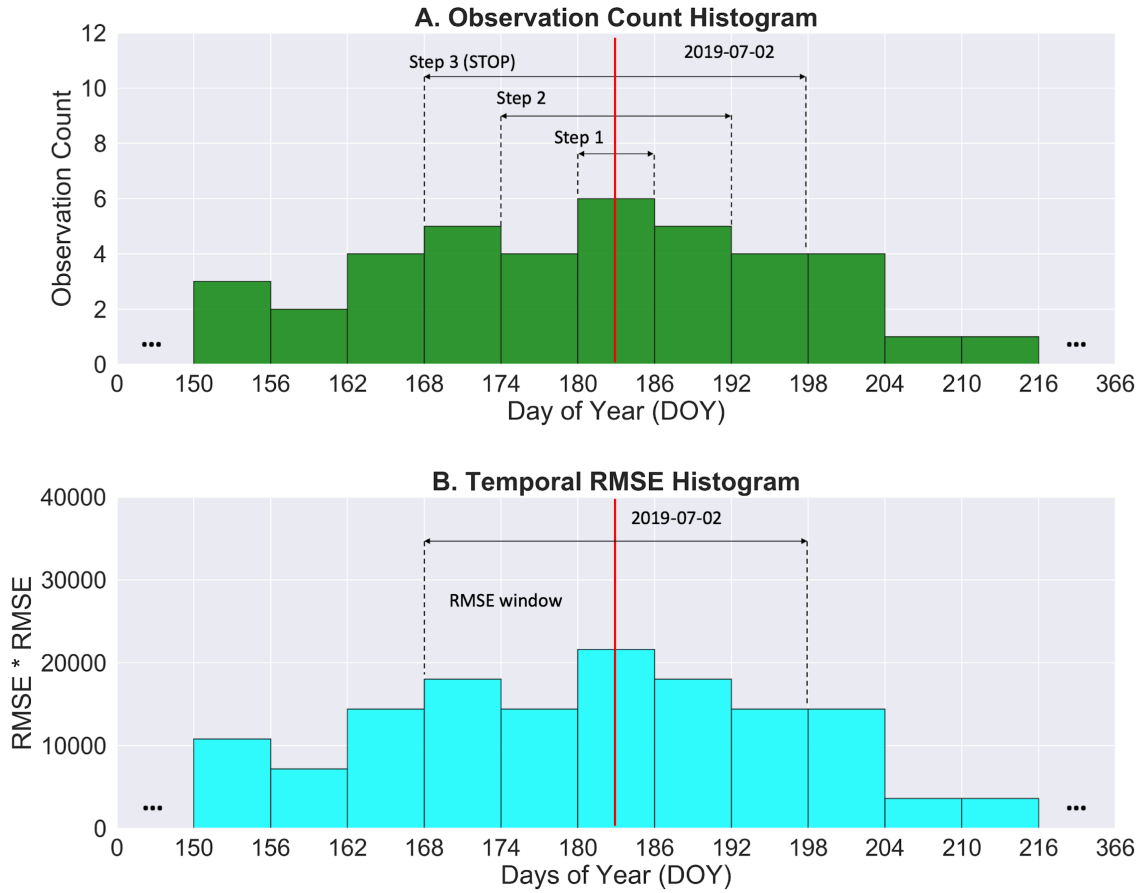 A. Observation Count Histogram
12
10
8
6
4
2
0
Observation Count
Step 3 (STOP)
2019-07-02
Step 2
Step 1
...
...
0 150 156 162 168 174 180 186 192 198 204 210 216 366
Day of Year (DOY)
B. Temporal RMSE Histogram
40000
30000
20000
10000
0
RMSE * RMSE
2019-07-02
RMSE window
...
...
0 150 156 162 168 174 180 186 192 198 204 210 216 366
Days of Year (DOY)